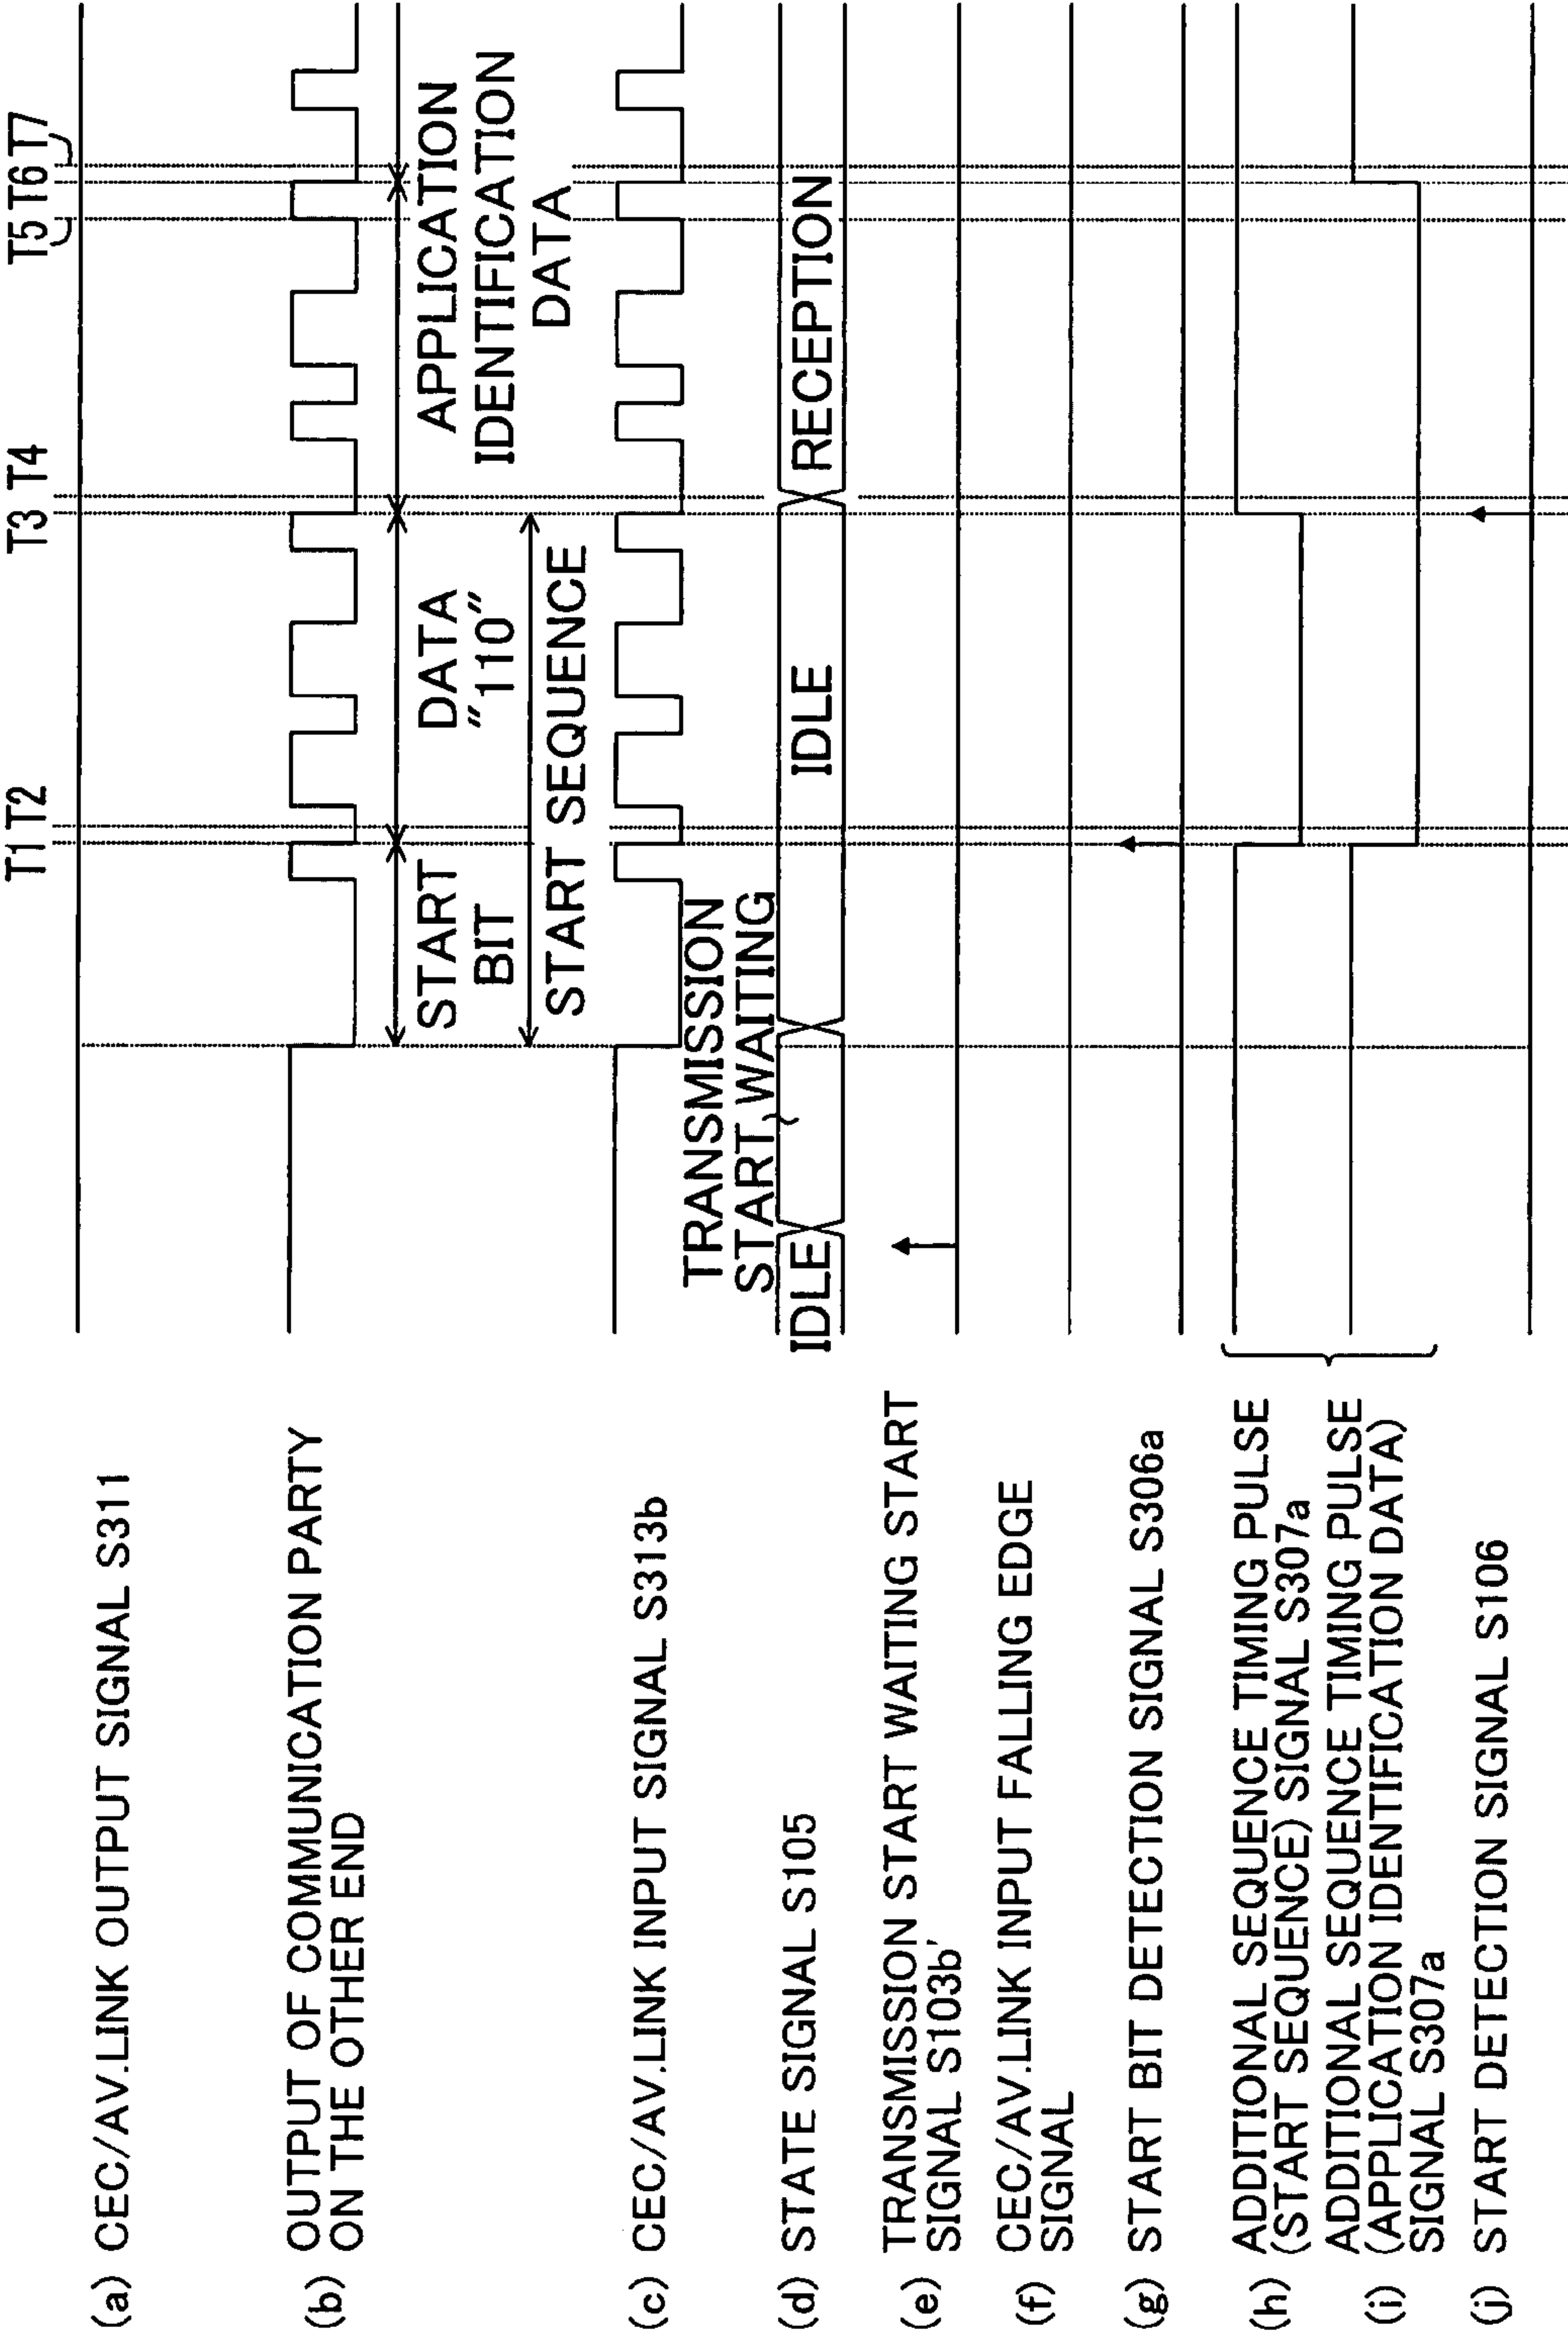 T1 T2
T3 T4
T5 T6 T7
(a) CEC/AV.LINK OUTPUT SIGNAL S311
(b) OUTPUT OF COMMUNICATION PARTY
ON THE OTHER END
START
BIT
DATA
"110"
APPLICATION
IDENTIFICATION
DATA
START SEQUENCE
(c) CEC/AV.LINK INPUT SIGNAL S313b
TRANSMISSION
START WAITING
(d) STATE SIGNAL S105
IDLE
IDLE
RECEPTION
(e) TRANSMISSION START WAITING START
SIGNAL S103b'
(f) CEC/AV.LINK INPUT FALLING EDGE
SIGNAL
(g) START BIT DETECTION SIGNAL S306a
(h) ADDITIONAL SEQUENCE TIMING PULSE
(START SEQUENCE) SIGNAL S307a
(i) ADDITIONAL SEQUENCE TIMING PULSE
(APPLICATION IDENTIFICATION DATA)
SIGNAL S307a
(j) START DETECTION SIGNAL S106